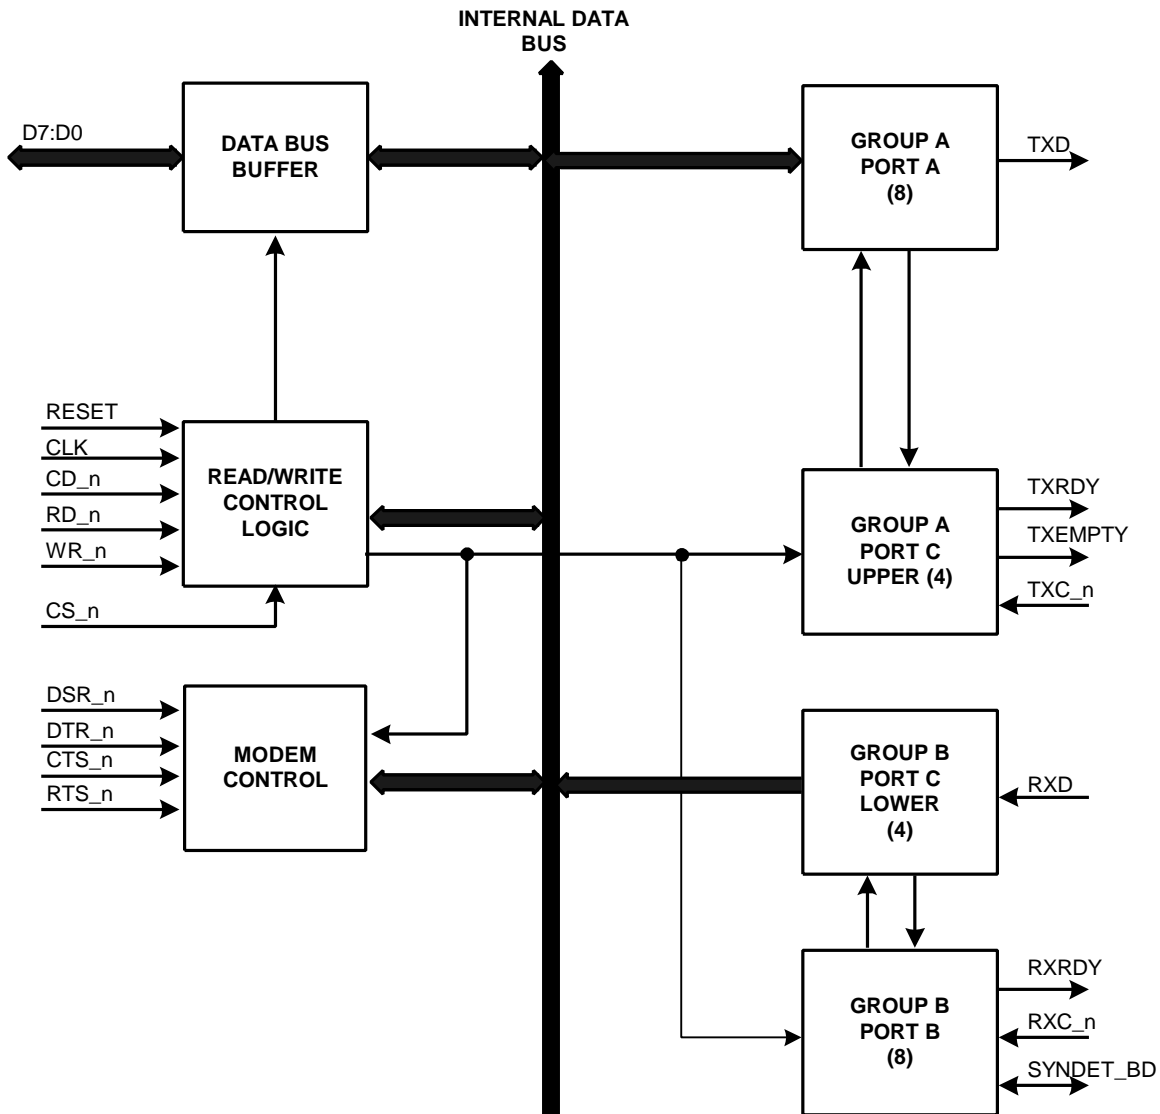 INTERNAL DATA
BUS
D7:D0
DATA BUS
BUFFER
GROUP A
PORT A
(8)
TXD
RESET
CLK
CD_n
RD_n
WR_n
CS_n
READ/WRITE
CONTROL
LOGIC
GROUP A
PORT C
UPPER (4)
TXRDY
TXEMPTY
TXC_n
DSR_n
DTR_n
CTS_n
RTS_n
MODEM
CONTROL
GROUP B
PORT C
LOWER
(4)
RXD
GROUP B
PORT B
(8)
RXRDY
RXC_n
SYNDET_BD